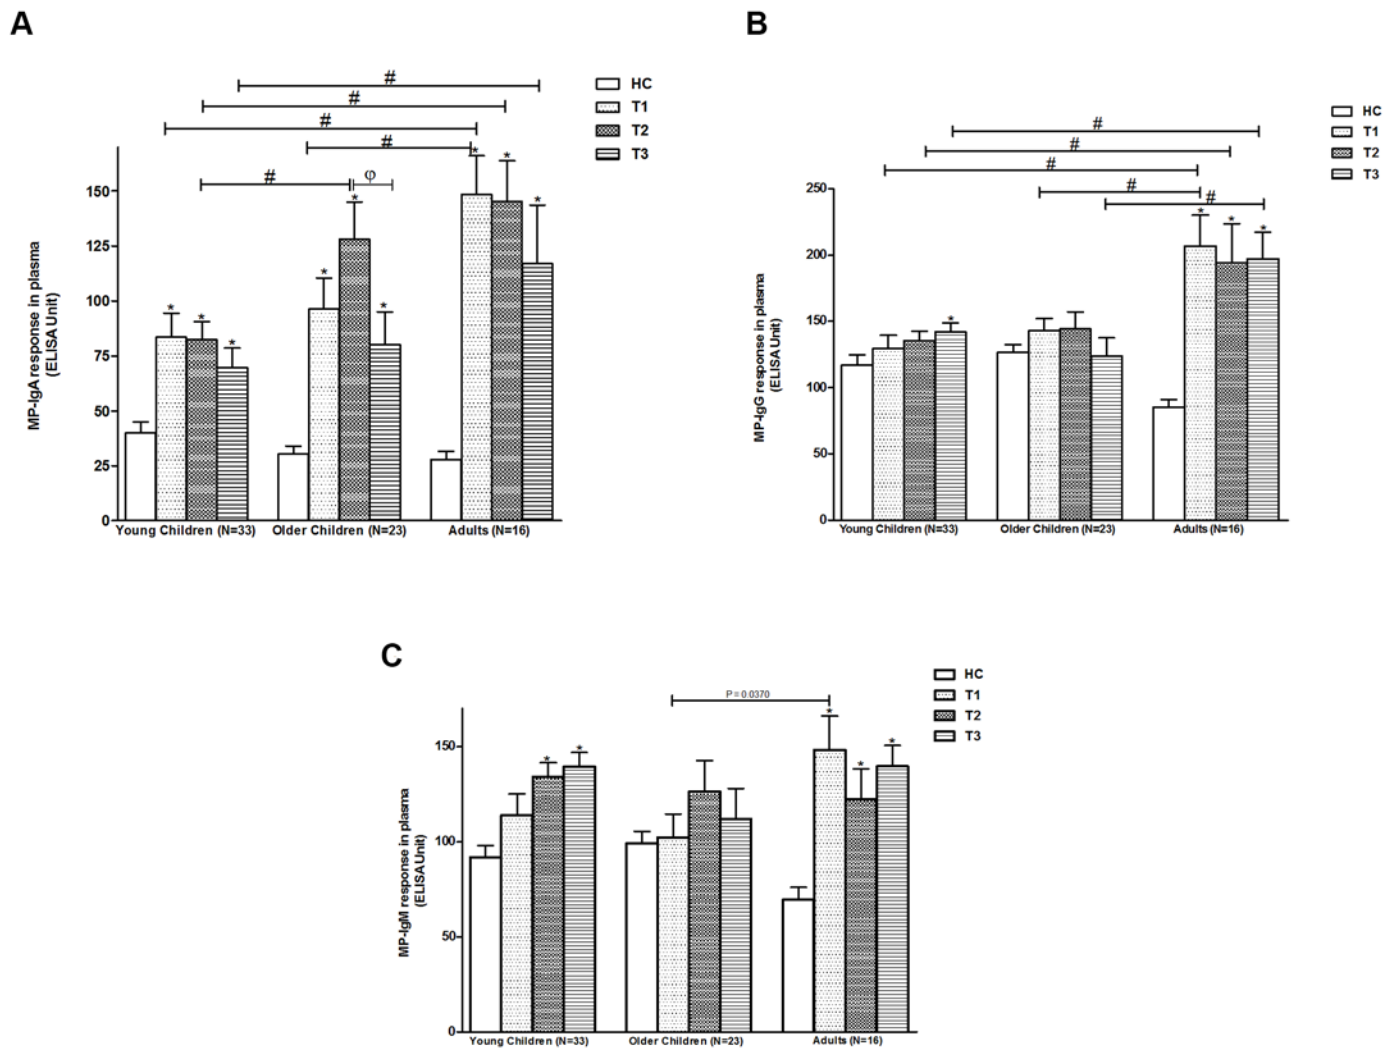 A
#
#
#
#
#
φ
HC
T1
T2
T3
* * * * * * * * *
MP-IgA response in plasma
(ELISA Unit)
150
125
100
75
50
25
0
Young Children (N=33) Older Children (N=23) Adults (N=16)
B
#
#
#
#
#
HC
T1
T2
T3
* * * *
MP-IgG response in plasma
(ELISA Unit)
250
200
150
100
50
0
Young Children (N=33) Older Children (N=23) Adults (N=16)
C
P = 0.0370
HC
T1
T2
T3
* * * * *
MP-IgM response in plasma
(ELISA Unit)
150
100
50
0
Young Children (N=33) Older Children (N=23) Adults (N=16)